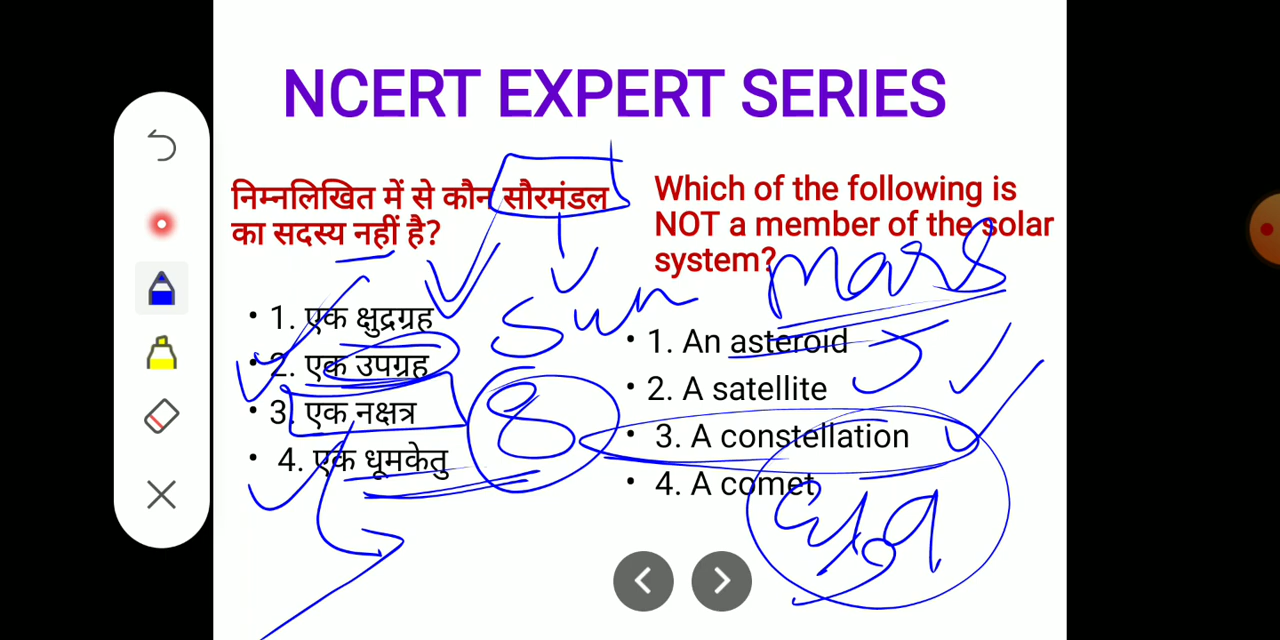 NCERT EXPERT SERIES
निम्नलिखित में से कौन सौरमंडल
का सदस्य नहीं है?
• 1. एक क्षुद्रग्रह
• 2. एक उपग्रह
• 3. एक नक्षत्र
• 4. एक धूमकेतु
Which of the following is
NOT a member of the solar
system?
• 1. An asteroid
• 2. A satellite
• 3. A constellation
• 4. A comet
mars
Sun
8